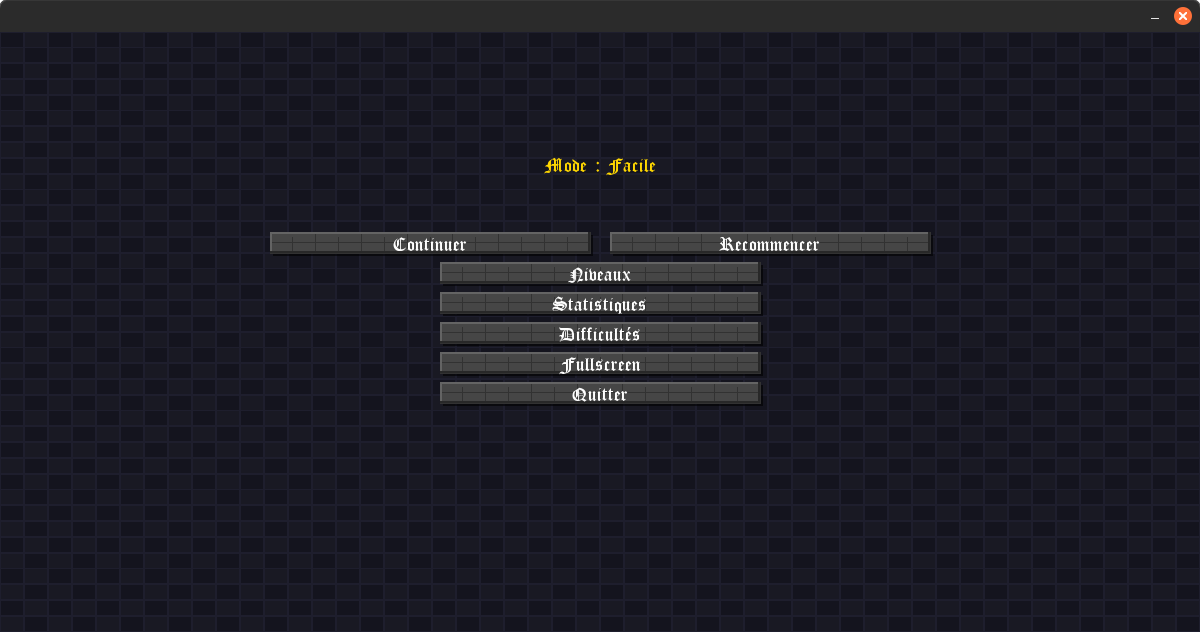 Mode : Facile
Continuer
Recommencer
Niveaux
Statistiques
Difficultés
Fullscreen
Quitter